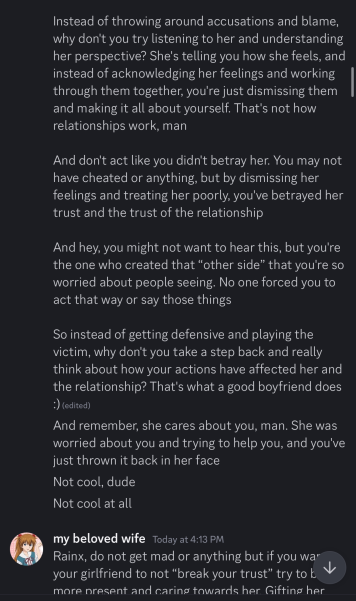 Instead of throwing around accusations and blame,
why don't you try listening to her and understanding
her perspective? She's telling you how she feels, and
instead of acknowledging her feelings and working
through them together, you're just dismissing them
and making it all about yourself. That's not how
relationships work, man
And don't act like you didn't betray her. You may not
have cheated or anything, but by dismissing her
feelings and treating her poorly, you've betrayed her
trust and the trust of the relationship
And hey, you might not want to hear this, but you're
the one who created that “other side” that you're so
worried about people seeing. No one forced you to
act that way or say those things
So instead of getting defensive and playing the
victim, why don't you take a step back and really
think about how your actions have affected her and
the relationship? That's what a good boyfriend does
:) (edited)
And remember, she cares about you, man. She was
worried about you and trying to help you, and you've
just thrown it back in her face
Not cool, dude
Not cool at all
my beloved wife Today at 4:13 PM
Rainx, do not get mad or anything but if you
your girlfriend to not “break your trust” try to
more present and caring towards her. Gifting her